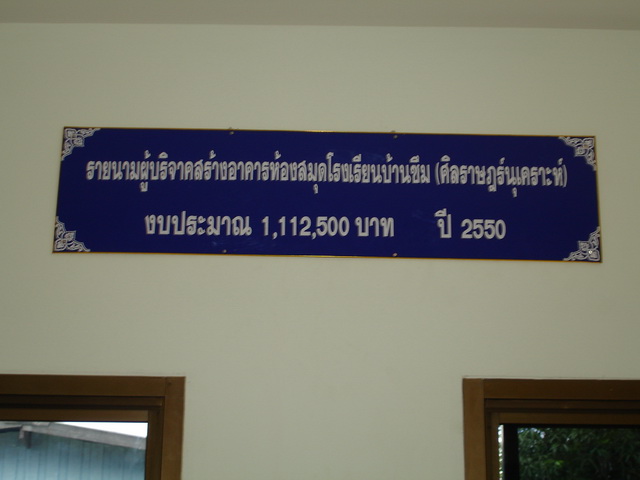 รายนามผู้บริจาคสร้างอาคารห้องสมุดโรงเรียนบ้านซึม (ศิลราษฎร์นุเคราะห์)
งบประมาณ 1,112,500 บาท ปี 2550